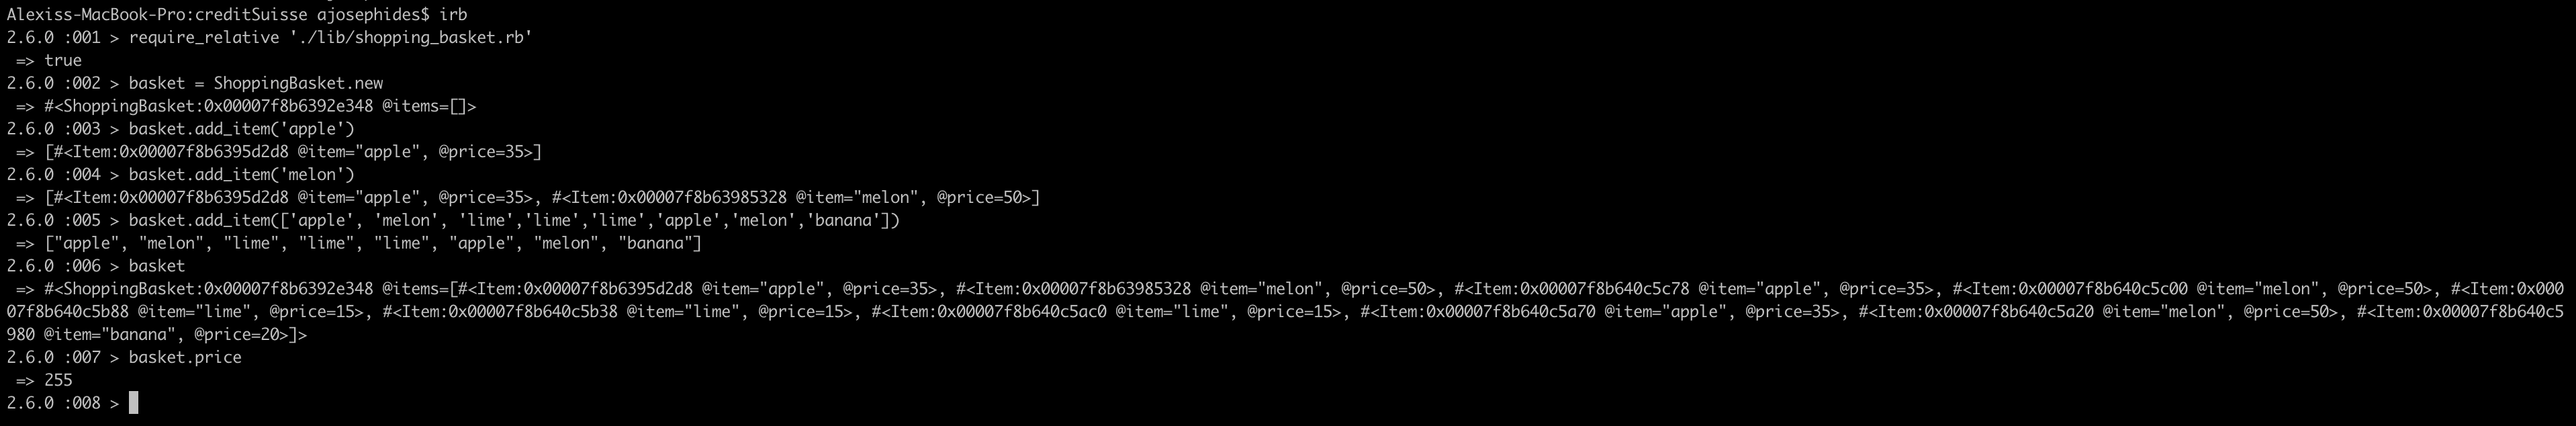 Alexiss-MacBook-Pro:creditSuisse ajosephides$ irb
2.6.0 :001 > require_relative './lib/shopping_basket.rb'
 => true
2.6.0 :002 > basket = ShoppingBasket.new
 => #<ShoppingBasket:0x00007f8b6392e348 @items=[]>
2.6.0 :003 > basket.add_item('apple')
 => [#<Item:0x00007f8b6395d2d8 @item="apple", @price=35>]
2.6.0 :004 > basket.add_item('melon')
 => [#<Item:0x00007f8b6395d2d8 @item="apple", @price=35>, #<Item:0x00007f8b63985328 @item="melon", @price=50>]
2.6.0 :005 > basket.add_item(['apple', 'melon', 'lime','lime','lime','apple','melon','banana'])
 => ["apple", "melon", "lime", "lime", "lime", "apple", "melon", "banana"]
2.6.0 :006 > basket
 => #<ShoppingBasket:0x00007f8b6392e348 @items=[#<Item:0x00007f8b6395d2d8 @item="apple", @price=35>, #<Item:0x00007f8b63985328 @item="melon", @price=50>, #<Item:0x00007f8b640c5c78 @item="apple", @price=35>, #<Item:0x00007f8b640c5c00 @item="melon", @price=50>, #<Item:0x000
07f8b640c5b88 @item="lime", @price=15>, #<Item:0x00007f8b640c5b38 @item="lime", @price=15>, #<Item:0x00007f8b640c5ac0 @item="lime", @price=15>, #<Item:0x00007f8b640c5a70 @item="apple", @price=35>, #<Item:0x00007f8b640c5a20 @item="melon", @price=50>, #<Item:0x00007f8b640c5
980 @item="banana", @price=20>]>
2.6.0 :007 > basket.price
 => 255
2.6.0 :008 >